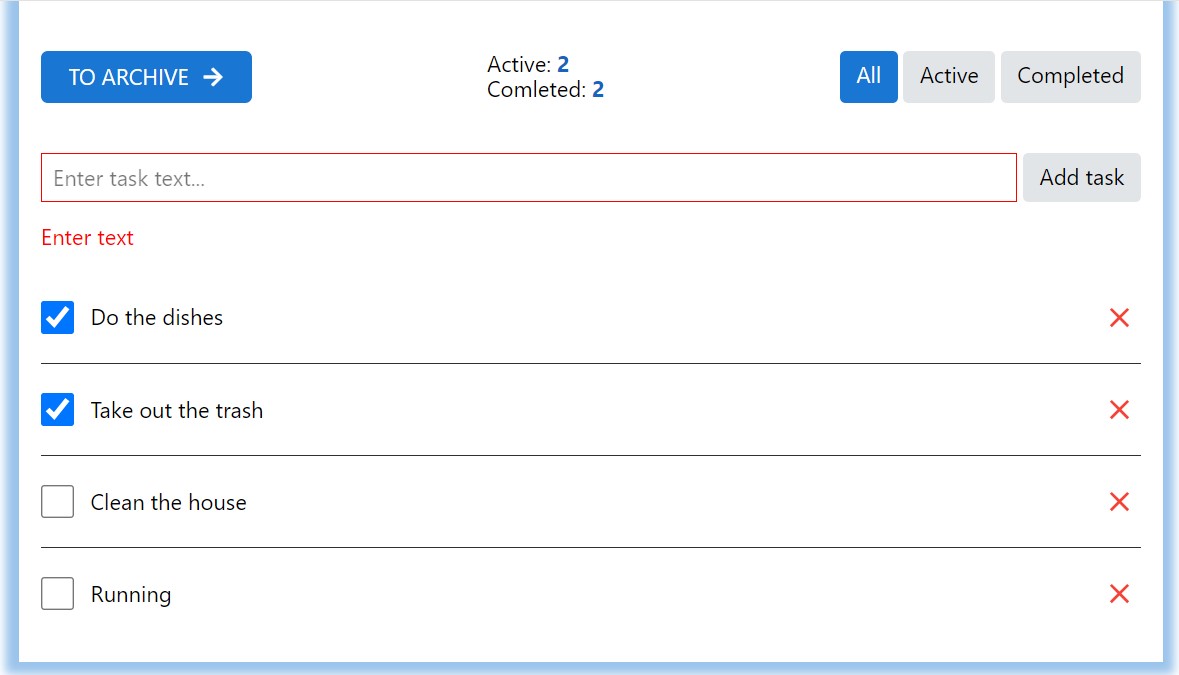 TO ARCHIVE
Active: 2
Comleted: 2
All
Active
Completed
Enter task text...
Add task
Enter text
Do the dishes
Take out the trash
Clean the house
Running